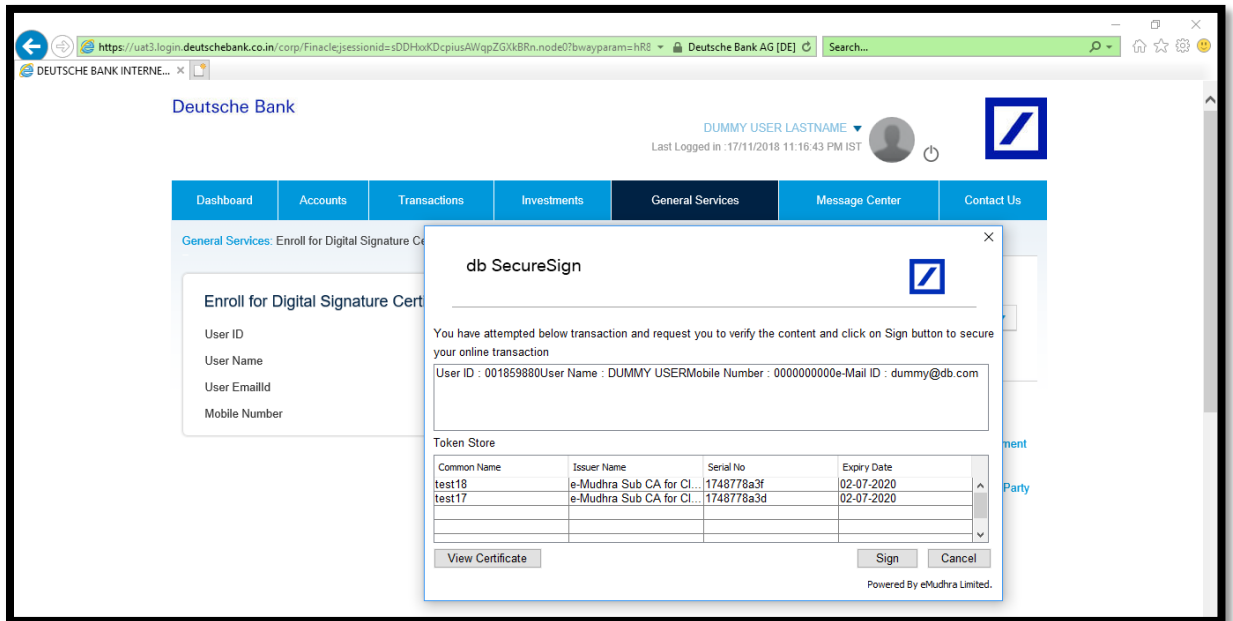 https://uat3.login.deutschebank.co.in/corp/Finaclejsessionid=sDDHxxKDcpiusAWqpZGXkBRn.node0?bwayparam=hR8 Deutsche Bank AG [DE] Search...
DEUTSCHE BANK INTERNE...
Deutsche Bank
DUMMY USER LASTNAME
Last Logged in :17/11/2018 11:16:43 PM IST
Dashboard Accounts Transactions Investments General Services Message Center Contact Us
General Services: Enroll for Digital Signature Ce
db SecureSign
Enroll for Digital Signature Cert
User ID
User Name
User EmailId
Mobile Number
You have attempted below transaction and request you to verify the content and click on Sign button to secure
your online transaction
User ID : 001859880User Name : DUMMY USERMobile Number : 0000000000e-Mail ID : dummy@db.com
Token Store
Common Name Issuer Name Serial No Expiry Date
test18 e-Mudhra Sub CA for Cl... 1748778a3f 02-07-2020
test17 e-Mudhra Sub CA for Cl... 1748778a3d 02-07-2020
View Certificate Sign Cancel
Powered By eMudhra Limited.
ment
Party